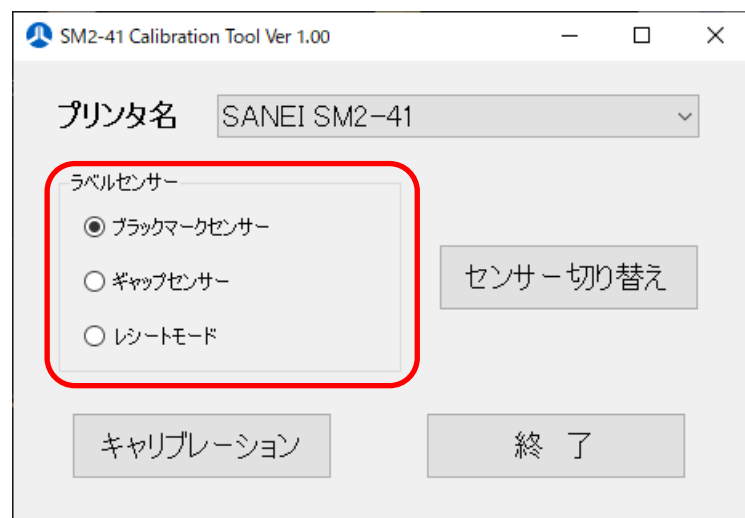 SM2-41 Calibration Tool Ver 1.00
プリンタ名 SANEI SM2-41
ラベルセンサー
ブラックマークセンサー
ギャップセンサー
センサー切り替え
レシートモード
キャリブレーション
終 了